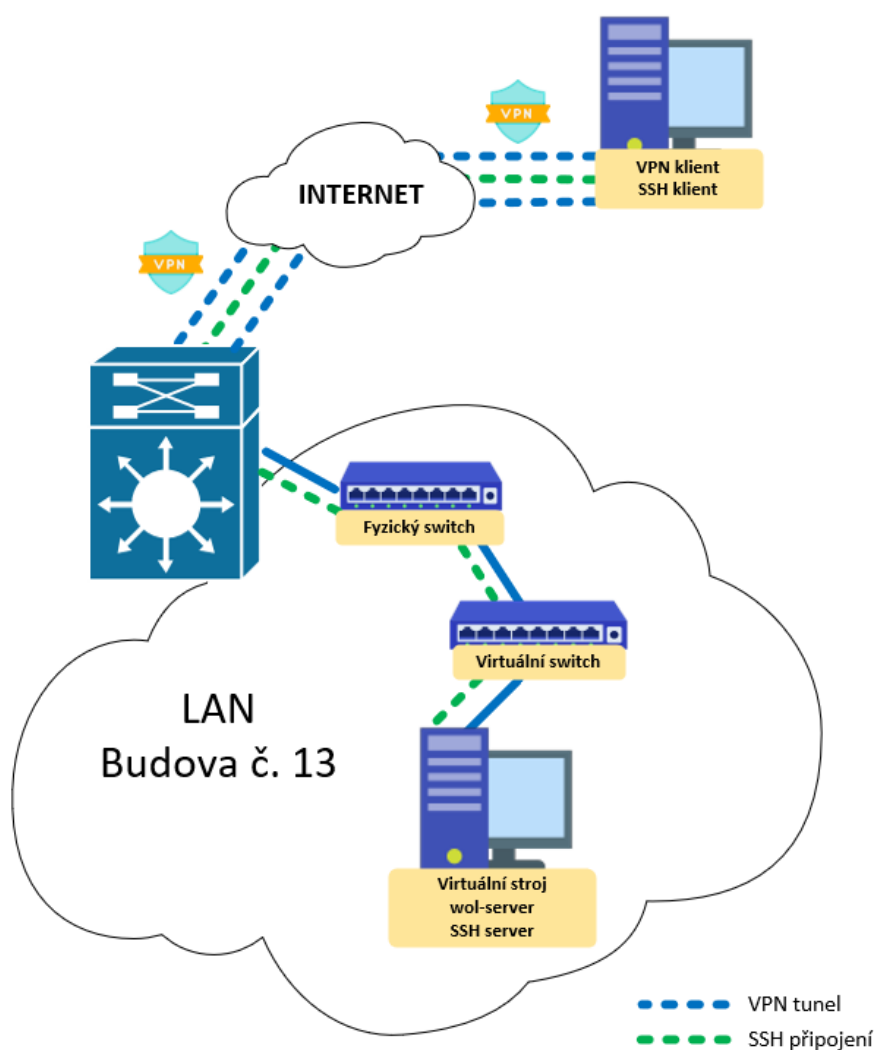 VPN
VPN klient
SSH klient
INTERNET
VPN
Fyzický switch
Virtuální switch
LAN
Budova č. 13
Virtuální stroj
wol-server
SSH server
VPN tunel
SSH připojení